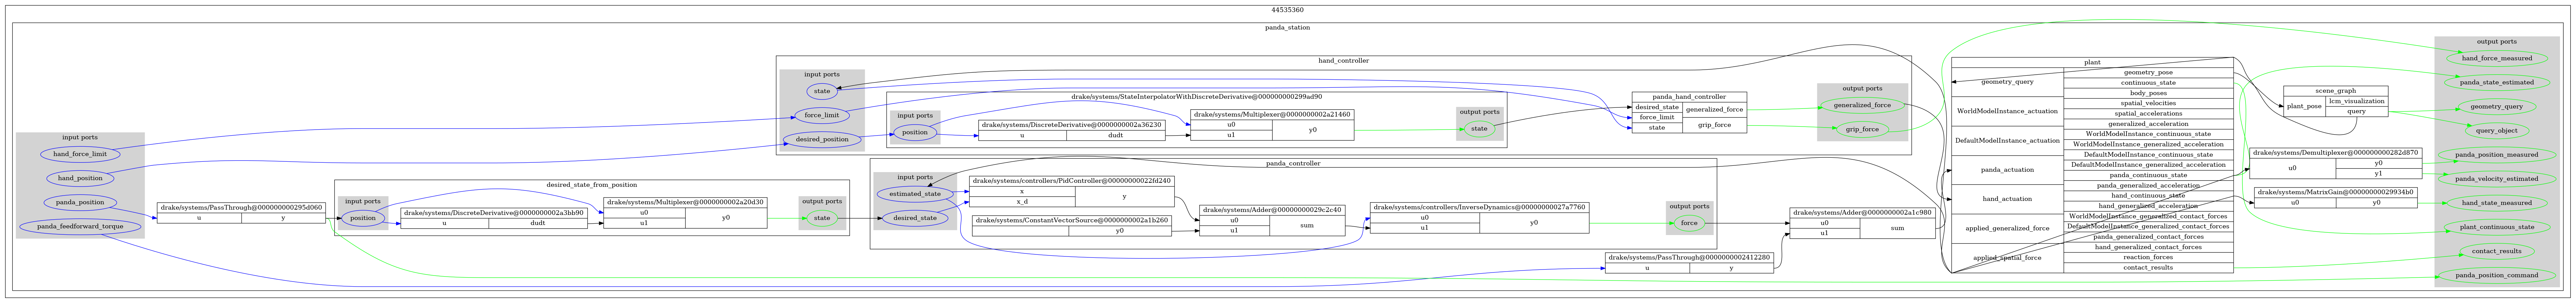 44535360
panda_station
input ports
hand_force_limit
hand_position
panda_position
panda_feedforward_torque
drake/systems/PassThrough@000000000295d060
u
y
desired_state_from_position
input ports
position
drake/systems/DiscreteDerivative@0000000002a3bb90
u
dudt
drake/systems/Multiplexer@0000000002a20d30
u0
u1
y0
output ports
state
hand_controller
input ports
state
force_limit
desired_position
drake/systems/StateInterpolatorWithDiscreteDerivative@000000000299ad90
input ports
position
drake/systems/DiscreteDerivative@0000000002a36230
u
dudt
drake/systems/Multiplexer@0000000002a21460
u0
u1
y0
output ports
state
panda_hand_controller
desired_state
force_limit
state
generalized_force
grip_force
output ports
generalized_force
grip_force
panda_controller
input ports
estimated_state
desired_state
drake/systems/controllers/PidController@00000000022fd240
x
x_d
y
drake/systems/ConstantVectorSource@0000000002a1b260
y0
drake/systems/Adder@00000000029c2c40
u0
u1
sum
drake/systems/controllers/InverseDynamics@00000000027a7760
u0
u1
y0
output ports
force
drake/systems/PassThrough@0000000002412280
u
y
drake/systems/Adder@0000000002a1c980
u0
u1
sum
plant
geometry_query
WorldModelInstance_actuation
DefaultModelInstance_actuation
panda_actuation
hand_actuation
applied_generalized_force
applied_spatial_force
geometry_pose
continuous_state
body_poses
spatial_velocities
spatial_accelerations
generalized_acceleration
WorldModelInstance_continuous_state
WorldModelInstance_generalized_acceleration
DefaultModelInstance_continuous_state
DefaultModelInstance_generalized_acceleration
panda_continuous_state
panda_generalized_acceleration
hand_continuous_state
hand_generalized_acceleration
WorldModelInstance_generalized_contact_forces
DefaultModelInstance_generalized_contact_forces
panda_generalized_contact_forces
hand_generalized_contact_forces
reaction_forces
contact_results
scene_graph
plant_pose
lcm_visualization
query
drake/systems/Demultiplexer@000000000282d870
u0
y0
y1
drake/systems/MatrixGain@00000000029934b0
u0
y0
output ports
hand_force_measured
panda_state_estimated
geometry_query
query_object
panda_position_measured
panda_velocity_estimated
hand_state_measured
plant_continuous_state
contact_results
panda_position_command